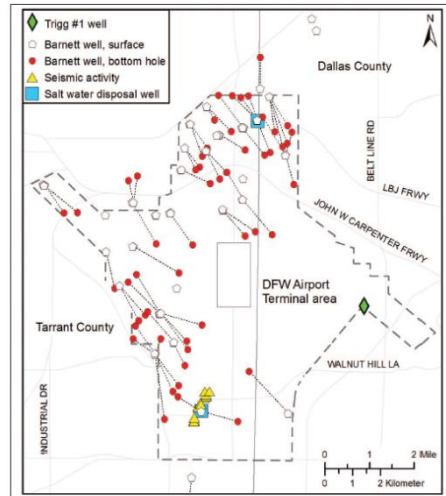 Trigg #1 well
Barnett well, surface
Barnett well, bottom hole
Seismic activity
Salt water disposal well
N
Dallas County
BELT LINE RD
LBJ FRWY
JOHN W CARPENTER FRWY
DFW Airport
Terminal area
Tarrant County
WALNUT HILL LA
INDUSTRIAL DR
0 1 2 Mile
0 1 2 Kilometer